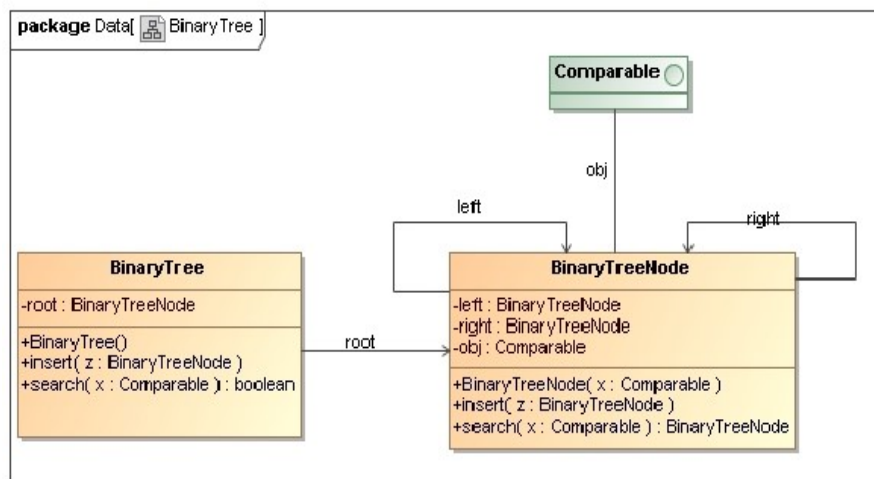 package Data[ BinaryTree ]
Comparable
obj
left
right
BinaryTree
-root : BinaryTreeNode
+BinaryTree()
+insert( z : BinaryTreeNode )
+search( x : Comparable ) : boolean
root
BinaryTreeNode
-left : BinaryTreeNode
-right : BinaryTreeNode
-obj : Comparable
+BinaryTreeNode( x : Comparable )
+insert( z : BinaryTreeNode )
+search( x : Comparable ) : BinaryTreeNode